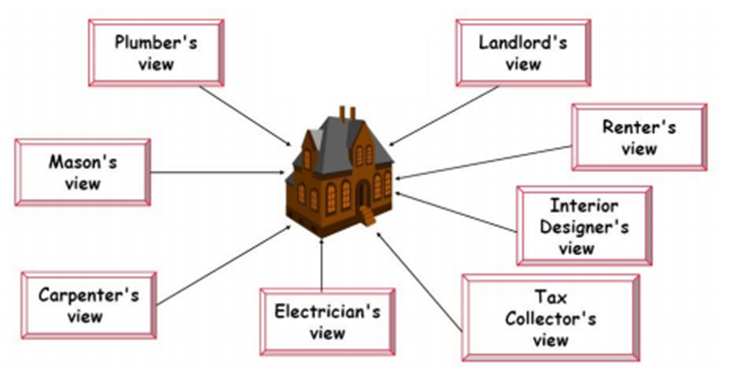 Plumber's
view
Landlord's
view
Renter's
view
Mason's
view
Interior
Designer's
view
Carpenter's
view
Electrician's
view
Tax
Collector's
view